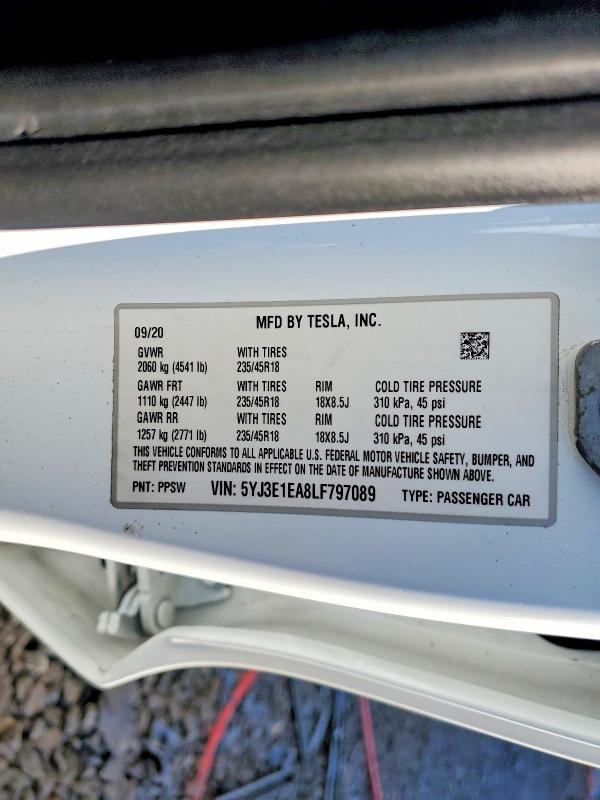 MFD BY TESLA, INC.
09/20
GVWR WITH TIRES
2060 kg (4541 lb) 235/45R18
GAWR FRT WITH TIRES RIM COLD TIRE PRESSURE
1110 kg (2447 lb) 235/45R18 18X8.5J 310 kPa, 45 psi
GAWR RR WITH TIRES RIM COLD TIRE PRESSURE
1257 kg (2771 lb) 235/45R18 18X8.5J 310 kPa, 45 psi
THIS VEHICLE CONFORMS TO ALL APPLICABLE U.S. FEDERAL MOTOR VEHICLE SAFETY, BUMPER, AND
THEFT PREVENTION STANDARDS IN EFFECT ON THE DATE OF MANUFACTURE SHOWN ABOVE.
PNT: PPSW VIN: 5YJ3E1EA8LF797089 TYPE: PASSENGER CAR